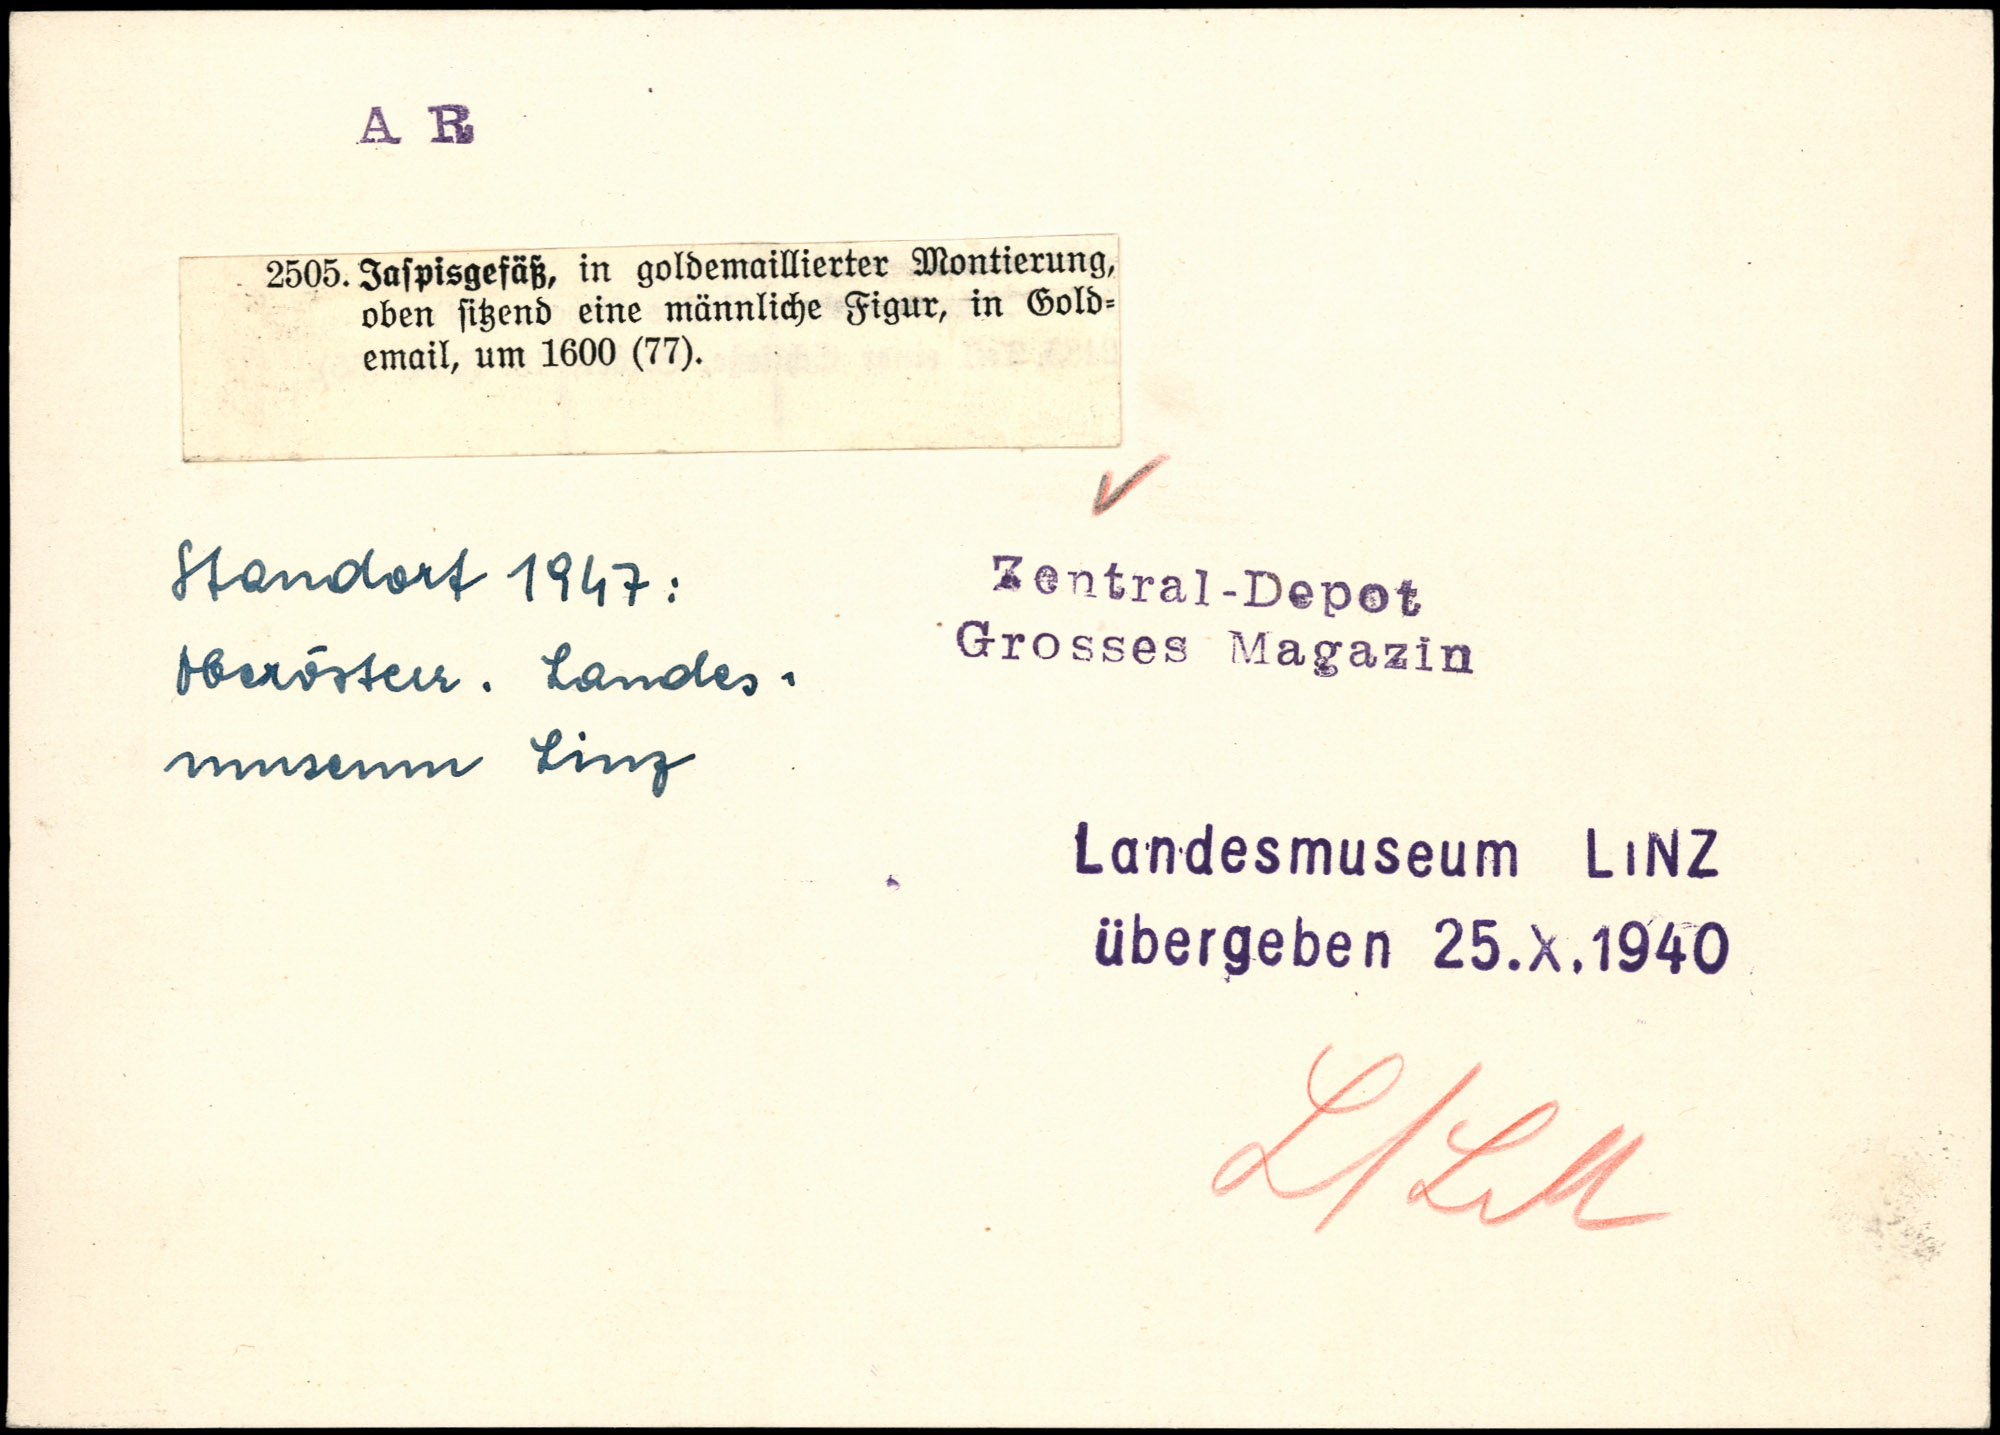 A R
2505. Jaspisgefäß, in goldemaillierter Montierung,
oben sitzend eine männliche Figur, in Gold-
email, um 1600 (77).
Standort 1947:
Oberösterr. Landes-
museum Linz
Zentral-Depot
Grosses Magazin
Landesmuseum LiNZ
übergeben 25.X.1940
L/LM